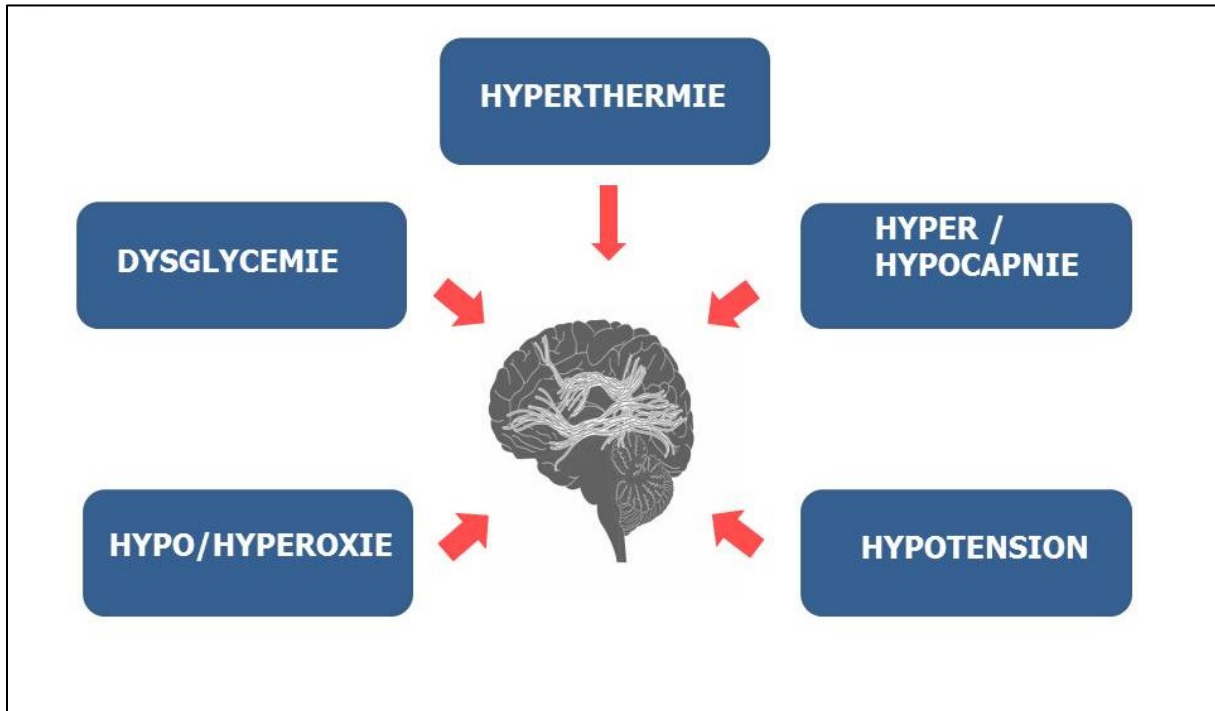 HYPERTHERMIE
DYSGLYCEMIE
HYPER /
HYPOCAPNIE
HYPO/HYPEROXIE
HYPOTENSION